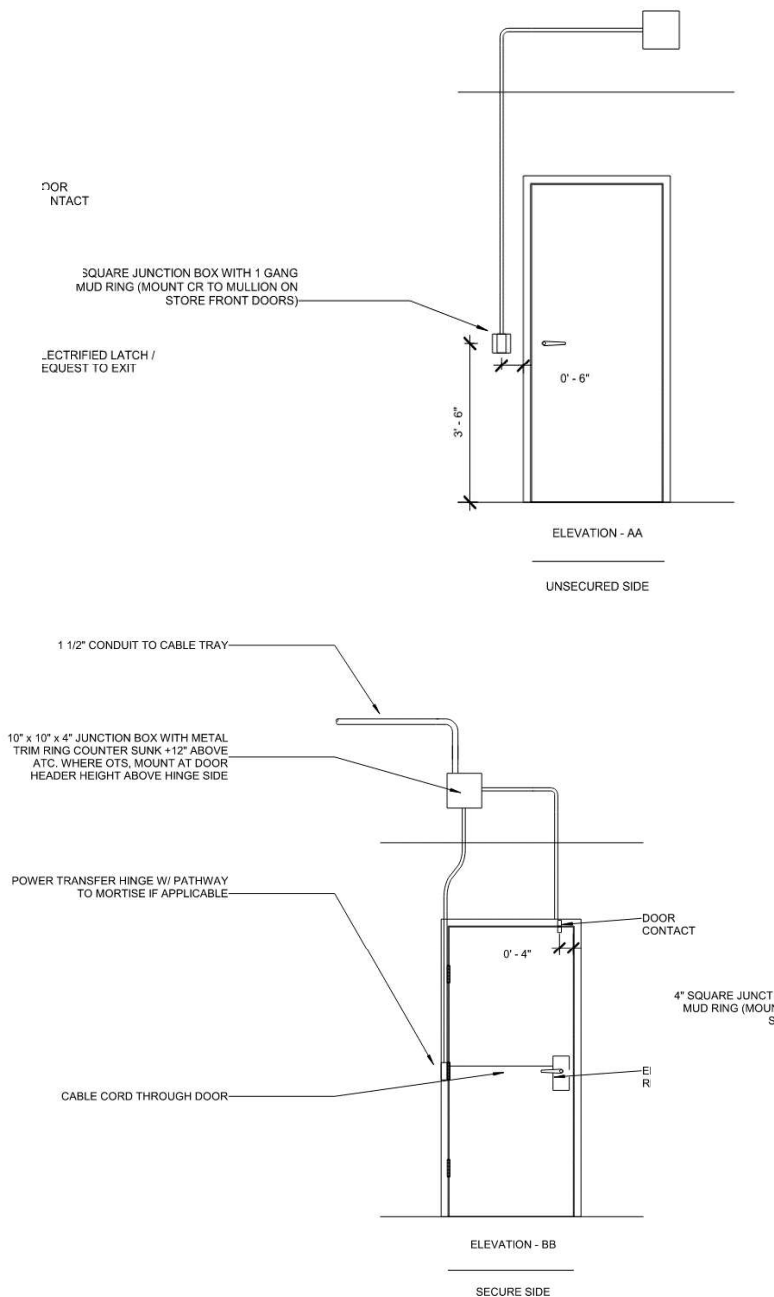 OOR
NTACT
SQUARE JUNCTION BOX WITH 1 GANG
MUD RING (MOUNT CR TO MULLION ON
STORE FRONT DOORS)
LECTRIFIED LATCH /
EQUEST TO EXIT
0' - 6"
3' - 6"
ELEVATION - AA
UNSECURED SIDE
1 1/2" CONDUIT TO CABLE TRAY
10" x 10" x 4" JUNCTION BOX WITH METAL
TRIM RING COUNTER SUNK +12" ABOVE
ATC. WHERE OTS, MOUNT AT DOOR
HEADER HEIGHT ABOVE HINGE SIDE
POWER TRANSFER HINGE W/ PATHWAY
TO MORTISE IF APPLICABLE
DOOR
CONTACT
0' - 4"
4" SQUARE JUNCT
MUD RING (MOUN
S
E
R
CABLE CORD THROUGH DOOR
ELEVATION - BB
SECURE SIDE